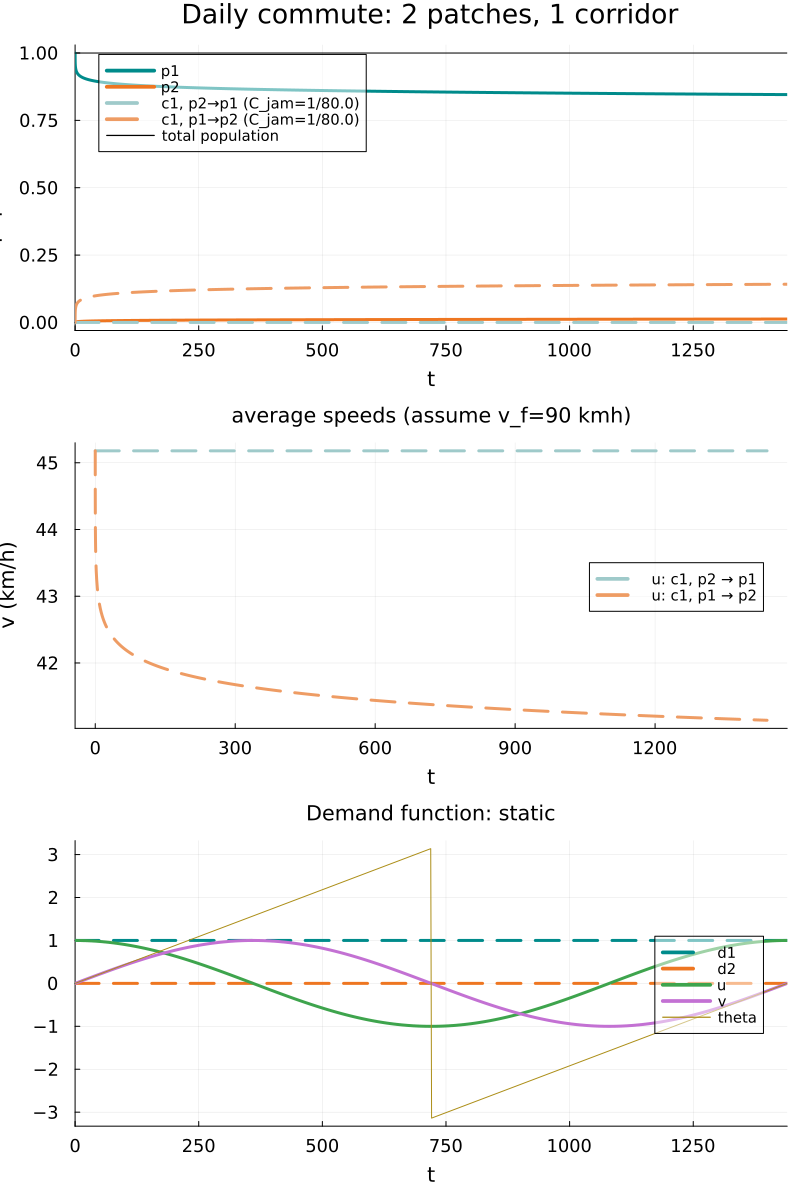 Daily commute: 2 patches, 1 corridor
1.00
0.75
0.50
0.25
0.00
p1
p2
c1, p2→p1 (C_jam=1/80.0)
c1, p1→p2 (C_jam=1/80.0)
total population
0 250 500 750 1000 1250
t
average speeds (assume v_f=90 kmh)
v (km/h)
45
44
43
42
u: c1, p2 → p1
u: c1, p1 → p2
0 300 600 900 1200
t
Demand function: static
3
2
1
0
−1
−2
−3
d1
d2
u
v
theta
0 250 500 750 1000 1250
t